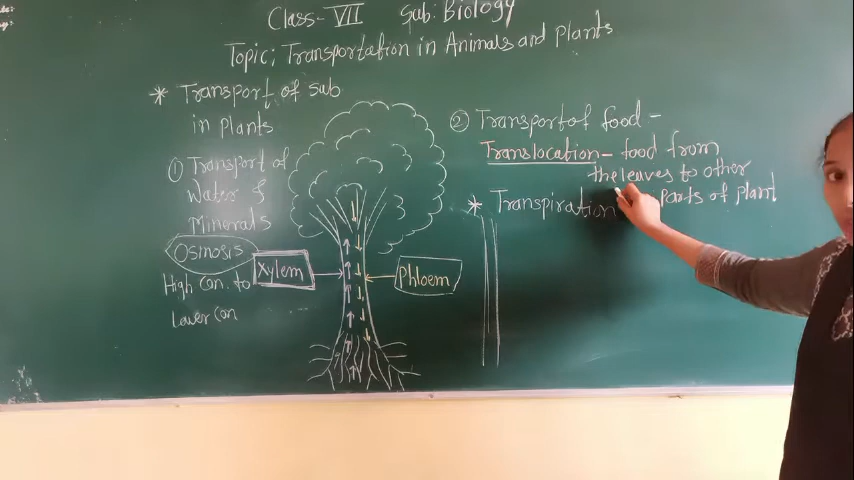 Class- VII Sub. Biology
Topic; Transportation in Animals and Plants
* Transport of sub
in plants
① Transport of
Water &
Minerals
Osmosis
High Con. to
Lower Con
Xylem
Phloem
② Transport of food -
Translocation - food from
the leaves to other
parts of plant
* Transpiration